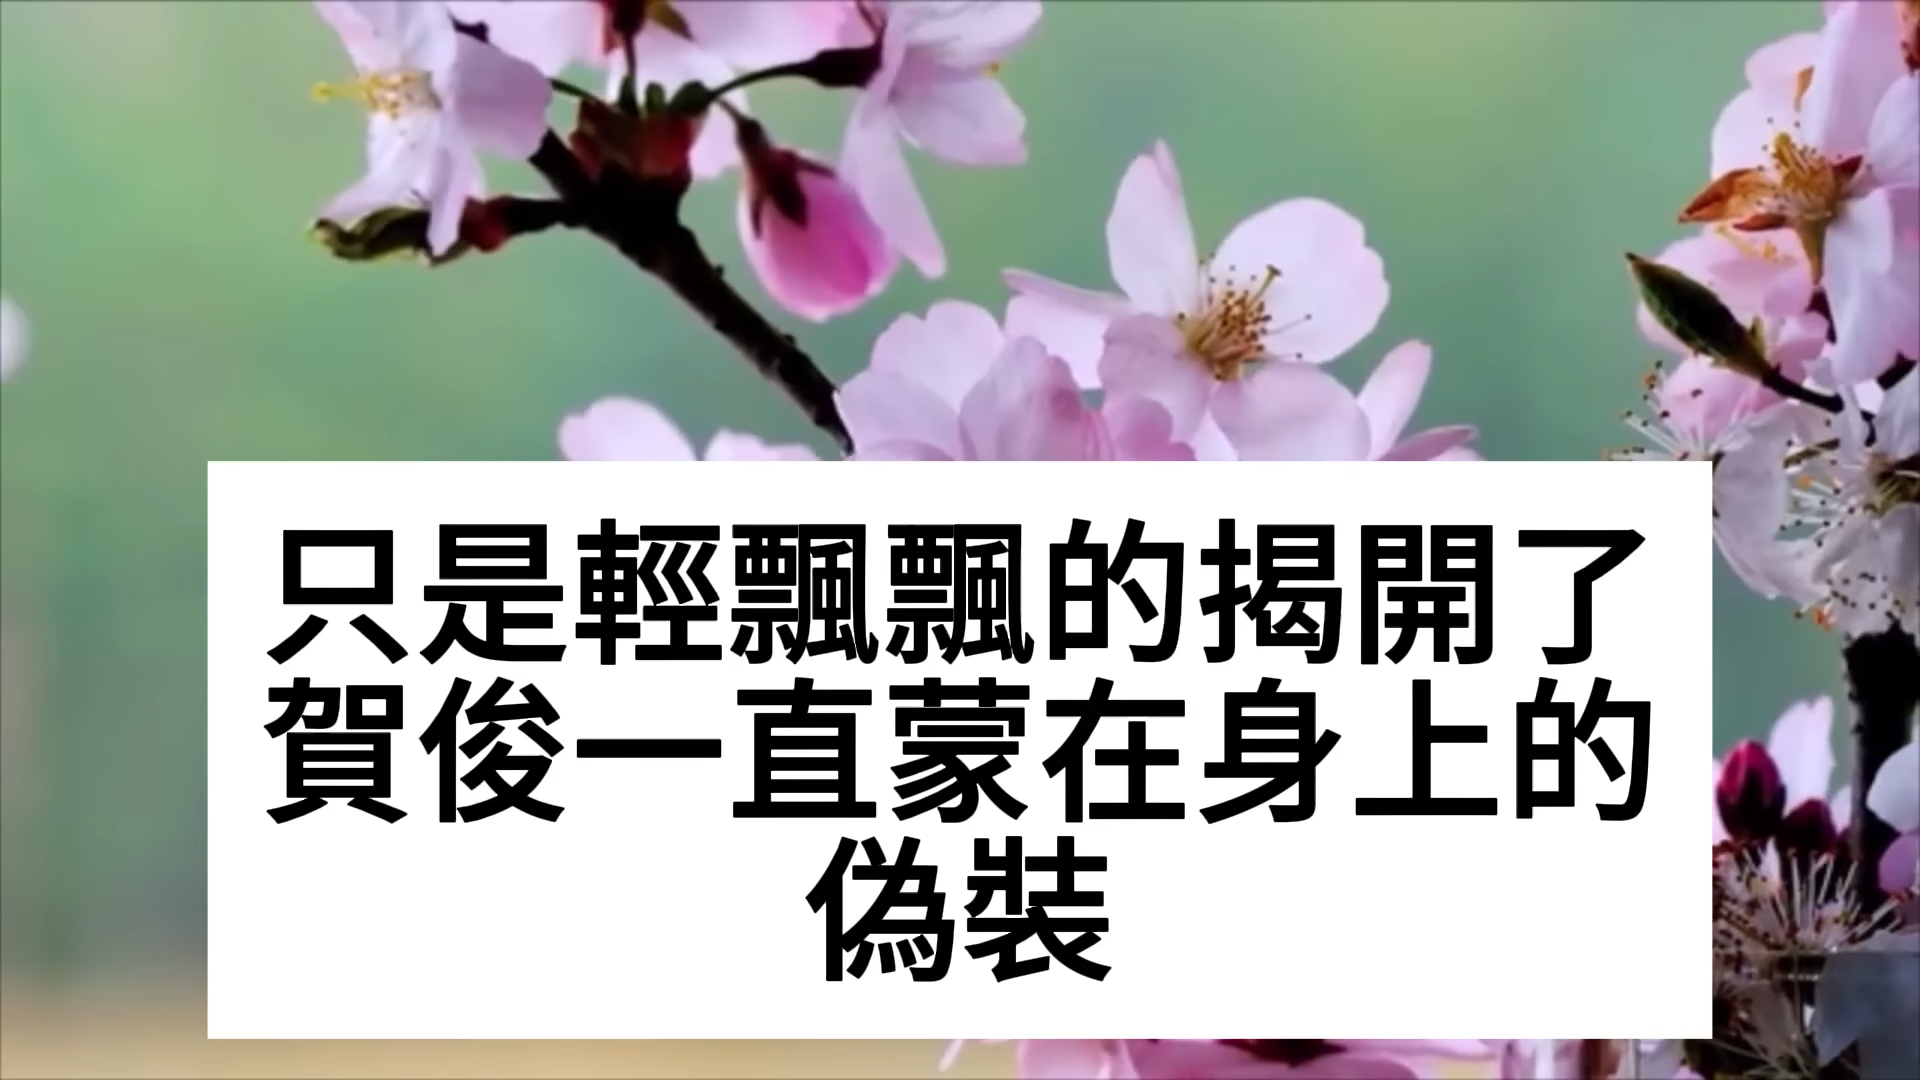 只是輕飄飄的揭開了
賀俊一直蒙在身上的
偽裝